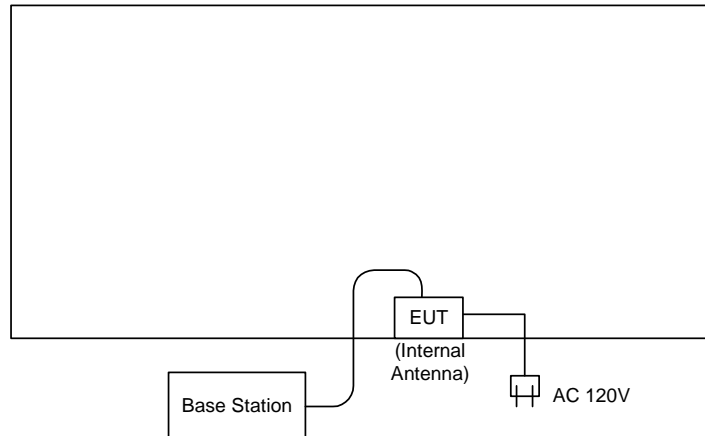 EUT
(Internal
Antenna)
Base Station
AC 120V